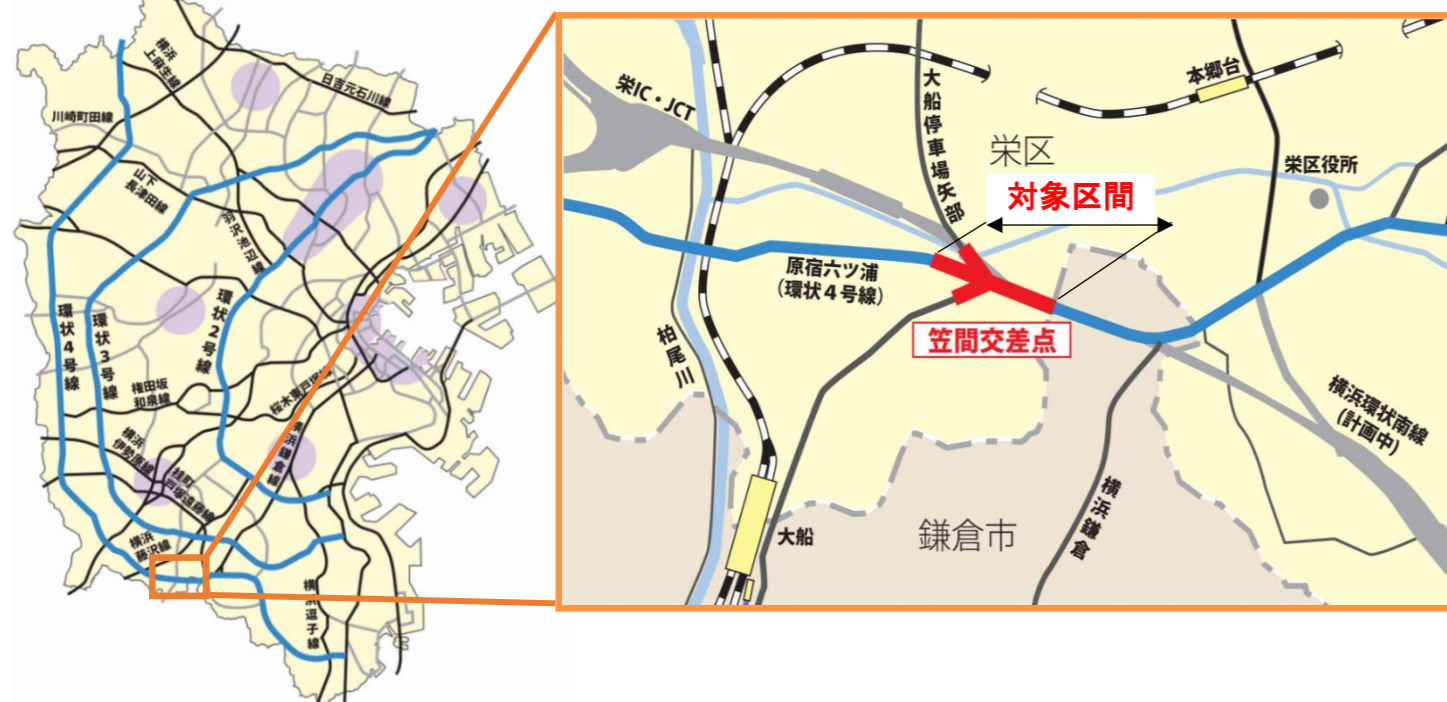 横浜
上麻生線
日吉元石川線
川崎町田線
山下
長津田線
羽沢池辺線
環状2号線
環状3号線
環状4号線
権田坂
和泉線
桜木東戸塚
横浜鎌倉線
横浜
伊勢原線
桂町
戸塚遠藤線
横浜
藤沢線
横浜逗子線
栄IC・JCT
大船停車場矢部
本郷台
栄区
栄区役所
対象区間
原宿六ツ浦
(環状4号線)
笠間交差点
柏尾川
横浜環状南線
(計画中)
横浜鎌倉
大船
鎌倉市